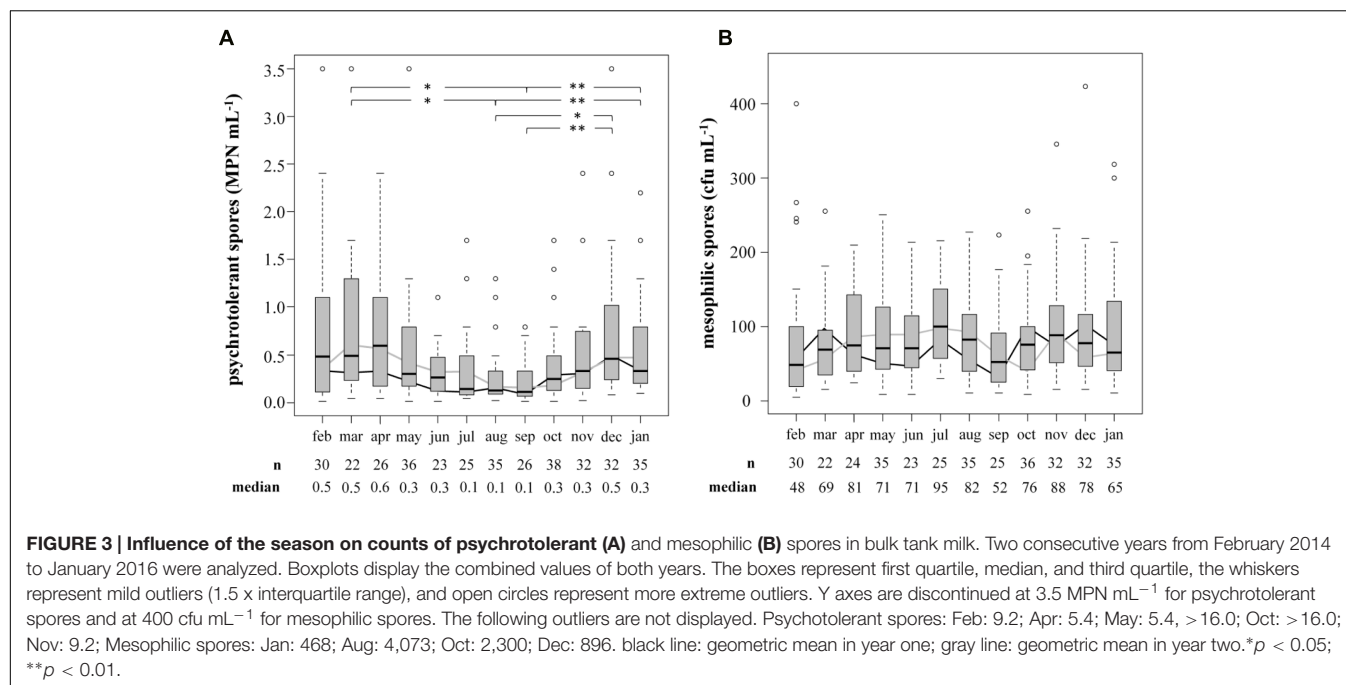 A
B
psychrotolerant spores (MPN mL-1)
3.5
3.0
2.5
2.0
1.5
1.0
0.5
0.0
* **
* **
*
**
feb mar apr may jun jul aug sep oct nov dec jan
n 30 22 26 36 23 25 35 26 38 32 32 35
median 0.5 0.5 0.6 0.3 0.3 0.1 0.1 0.1 0.3 0.3 0.5 0.3
mesophilic spores (cfu mL-1)
400
300
200
100
0
feb mar apr may jun jul aug sep oct nov dec jan
n 30 22 24 35 23 25 35 25 36 32 32 35
median 48 69 81 71 71 95 82 52 76 88 78 65
FIGURE 3 | Influence of the season on counts of psychrotolerant (A) and mesophilic (B) spores in bulk tank milk. Two consecutive years from February 2014
to January 2016 were analyzed. Boxplots display the combined values of both years. The boxes represent first quartile, median, and third quartile, the whiskers
represent mild outliers (1.5 x interquartile range), and open circles represent more extreme outliers. Y axes are discontinued at 3.5 MPN mL−1 for psychrotolerant
spores and at 400 cfu mL−1 for mesophilic spores. The following outliers are not displayed. Psychotolerant spores: Feb: 9.2; Apr: 5.4; May: 5.4, >16.0; Oct: >16.0;
Nov: 9.2; Mesophilic spores: Jan: 468; Aug: 4,073; Oct: 2,300; Dec: 896. black line: geometric mean in year one; gray line: geometric mean in year two.*p < 0.05;
**p < 0.01.